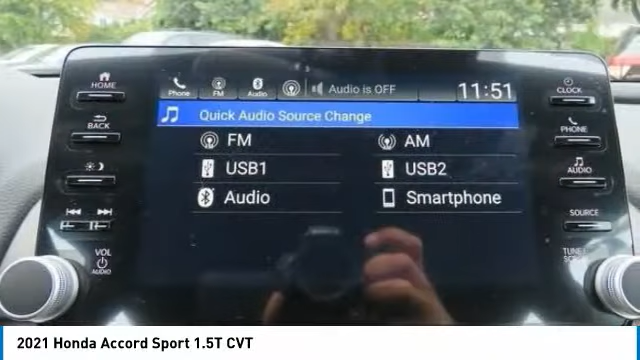 HOME
Phone
FM
Audio
Audio is OFF
11:51
CLOCK
Quick Audio Source Change
BACK
PHONE
FM
AM
USB1
USB2
AUDIO
Audio
Smartphone
SOURCE
VOL
AUDIO
TUNE
2021 Honda Accord Sport 1.5T CVT